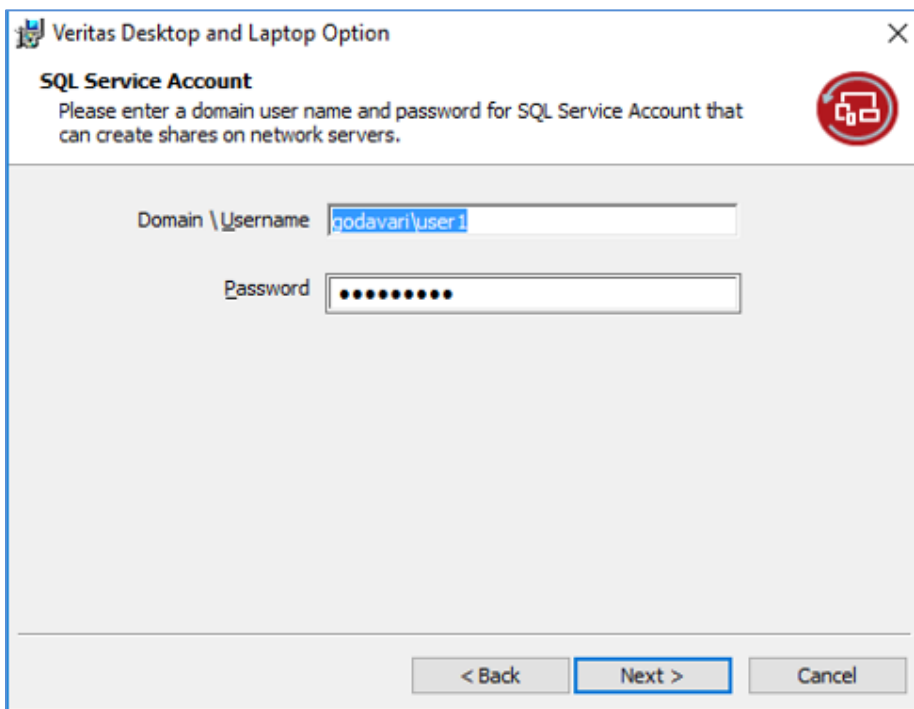 Veritas Desktop and Laptop Option
SQL Service Account
Please enter a domain user name and password for SQL Service Account that
can create shares on network servers.
Domain \ Username godavari\user1
Password •••••••••
< Back Next > Cancel